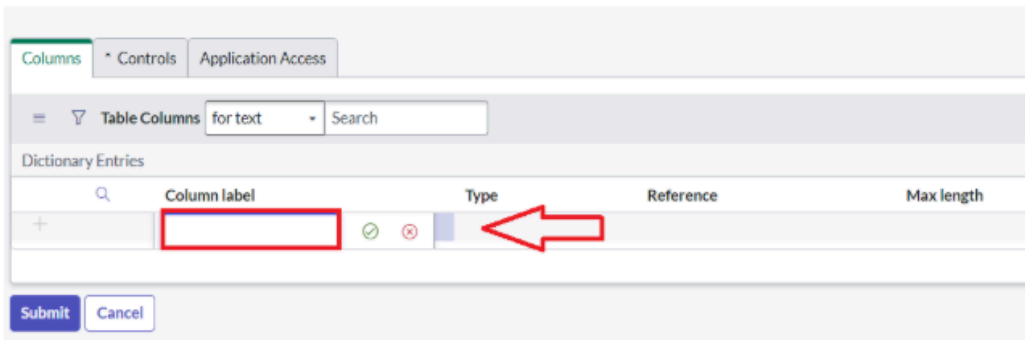 Columns * Controls Application Access
Table Columns for text Search
Dictionary Entries
Column label Type Reference Max length
Submit Cancel